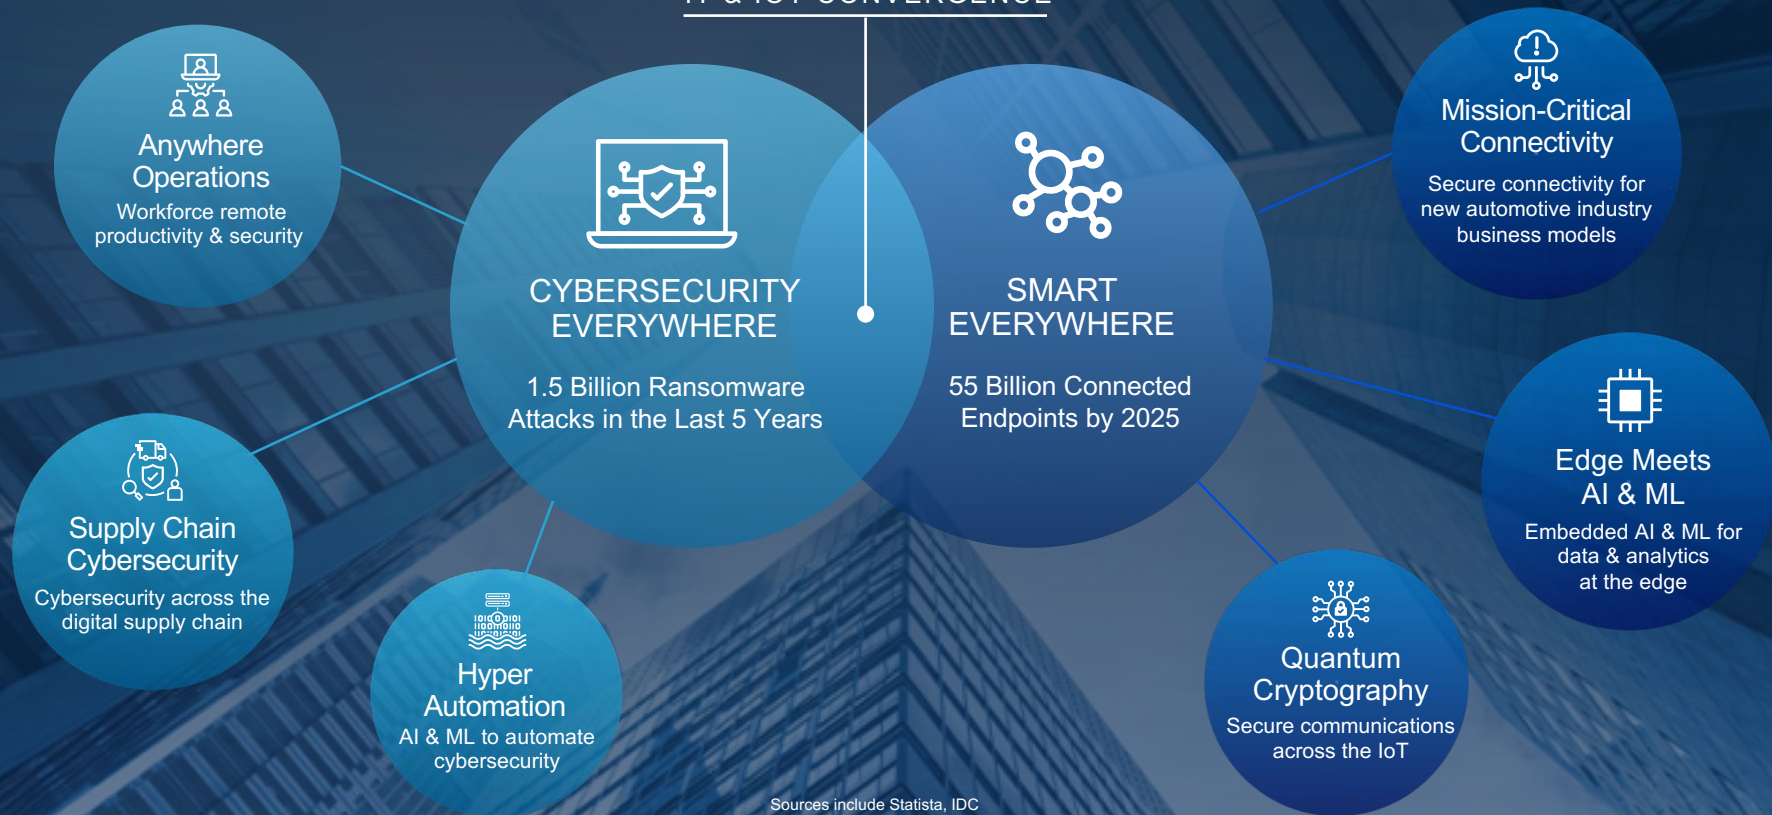 IT & IOT CONVERGENCE
Anywhere
Operations
Workforce remote
productivity & security
Supply Chain
Cybersecurity
Cybersecurity across the
digital supply chain
Hyper
Automation
AI & ML to automate
cybersecurity
CYBERSECURITY
EVERYWHERE
1.5 Billion Ransomware
Attacks in the Last 5 Years
SMART
EVERYWHERE
55 Billion Connected
Endpoints by 2025
Mission-Critical
Connectivity
Secure connectivity for
new automotive industry
business models
Edge Meets
AI & ML
Embedded AI & ML for
data & analytics
at the edge
Quantum
Cryptography
Secure communications
across the IoT
Sources include Statista, IDC